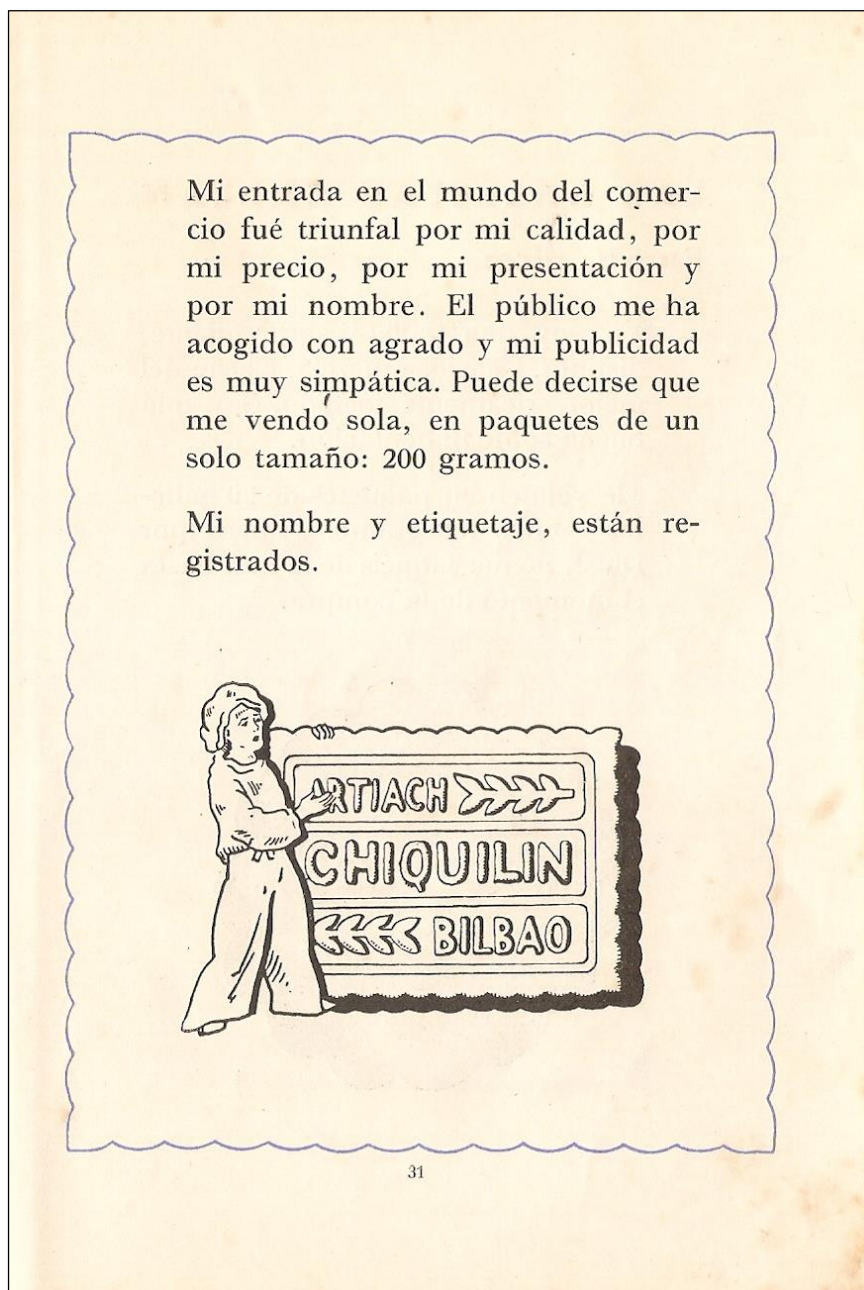 Mi entrada en el mundo del comer-
cio fué triunfal por mi calidad, por
mi precio, por mi presentación y
por mi nombre. El público me ha
acogido con agrado y mi publicidad
es muy simpática. Puede decirse que
me vendo sola, en paquetes de un
solo tamaño: 200 gramos.
Mi nombre y etiquetaje, están re-
gistrados.
ARTIACH
CHIQUILIN
BILBAO
31